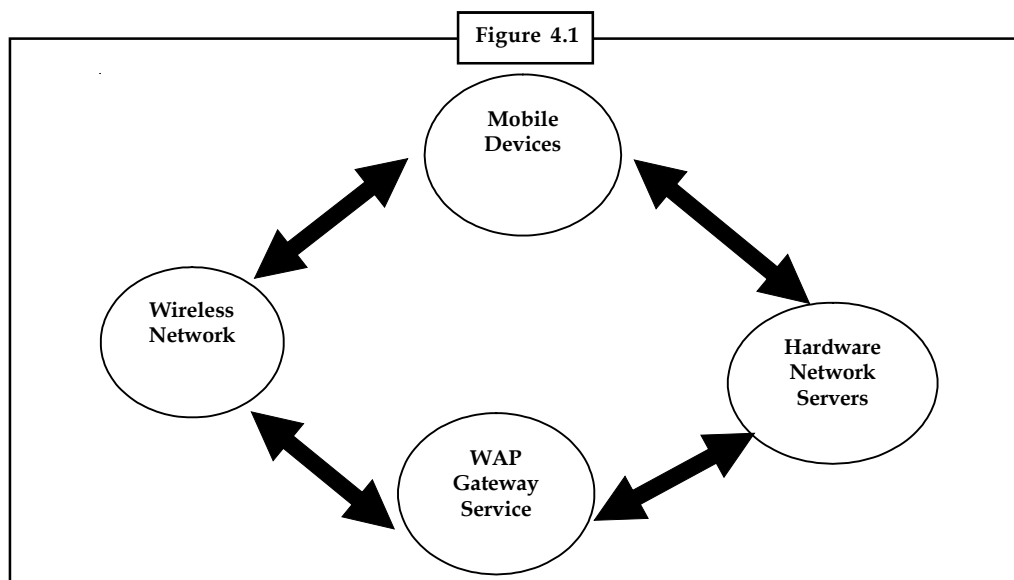 Figure 4.1
Mobile
Devices
Wireless
Network
Hardware
Network
Servers
WAP
Gateway
Service